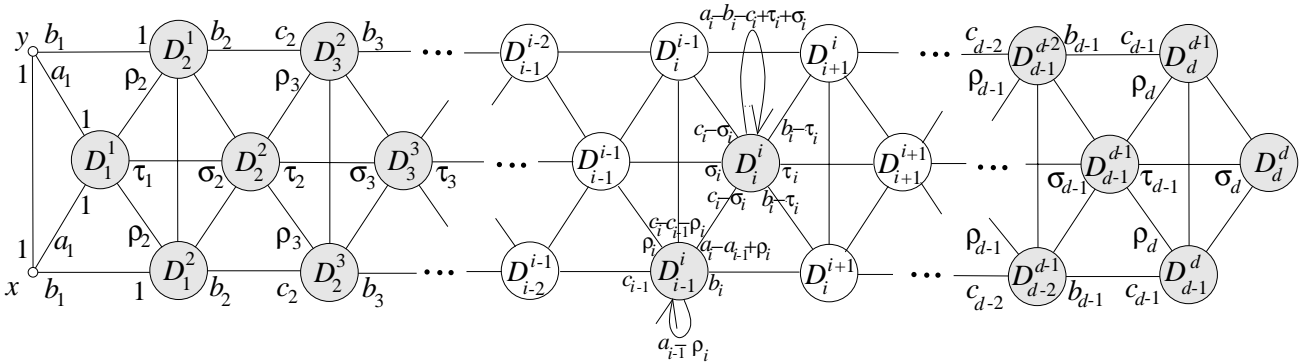 a_i−b_i−c_i+τ_i+σ_i
y b_1 1 D_2^1 b_2 c_2 D_3^2 b_3 ... D_{i-1}^{i-2} D_i^{i-1} D_{i+1}^i ... c_{d-2} D_{d-1}^{d-2} b_{d-1} c_{d-1} D_d^{d-1}
1 a_1 ρ_2 ρ_3 ρ_{d-1} ρ_d
1 c_i−σ_i b_i−τ_i
D_1^1 τ_1 σ_2 D_2^2 τ_2 σ_3 D_3^3 τ_3 ... D_{i-1}^{i-1} σ_i D_i^i τ_i D_{i+1}^{i+1} ... σ_{d-1} D_{d-1}^{d-1} τ_{d-1} σ_d D_d^d
1 c_i−σ_i b_i−τ_i
1 a_1 ρ_2 ρ_3 ρ_i c_i−c_{i-1}ρ_i a_i−a_{i-1}+ρ_i ρ_{d-1} ρ_d
x b_1 1 D_1^2 b_2 c_2 D_2^3 b_3 ... D_{i-2}^{i-1} c_{i-1} D_{i-1}^i b_i D_i^{i+1} ... c_{d-2} D_{d-2}^{d-1} b_{d-1} c_{d-1} D_{d-1}^d
a_{i-1}−ρ_i